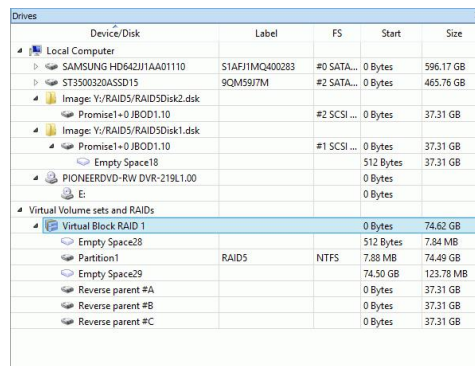 Drives
Device/Disk Label FS Start Size
Local Computer
SAMSUNG HD642JJ1AA01110 S1AFJ1MQ400283 #0 SATA... 0 Bytes 596.17 GB
ST3500320ASSD15 9QM59J7M #2 SATA... 0 Bytes 465.76 GB
Image: Y:/RAID5/RAID5Disk2.dsk
Promise1+0 JBOD1.10 #2 SCSI ... 0 Bytes 37.31 GB
Image: Y:/RAID5/RAID5Disk1.dsk
Promise1+0 JBOD1.10 #1 SCSI ... 0 Bytes 37.31 GB
Empty Space18 512 Bytes 37.31 GB
PIONEERDVD-RW DVR-219L1.00 0 Bytes
E: 0 Bytes
Virtual Volume sets and RAIDs
Virtual Block RAID 1 0 Bytes 74.62 GB
Empty Space28 512 Bytes 7.84 MB
Partition1 RAID5 NTFS 7.88 MB 74.49 GB
Empty Space29 74.50 GB 123.78 MB
Reverse parent #A 0 Bytes 37.31 GB
Reverse parent #B 0 Bytes 37.31 GB
Reverse parent #C 0 Bytes 37.31 GB